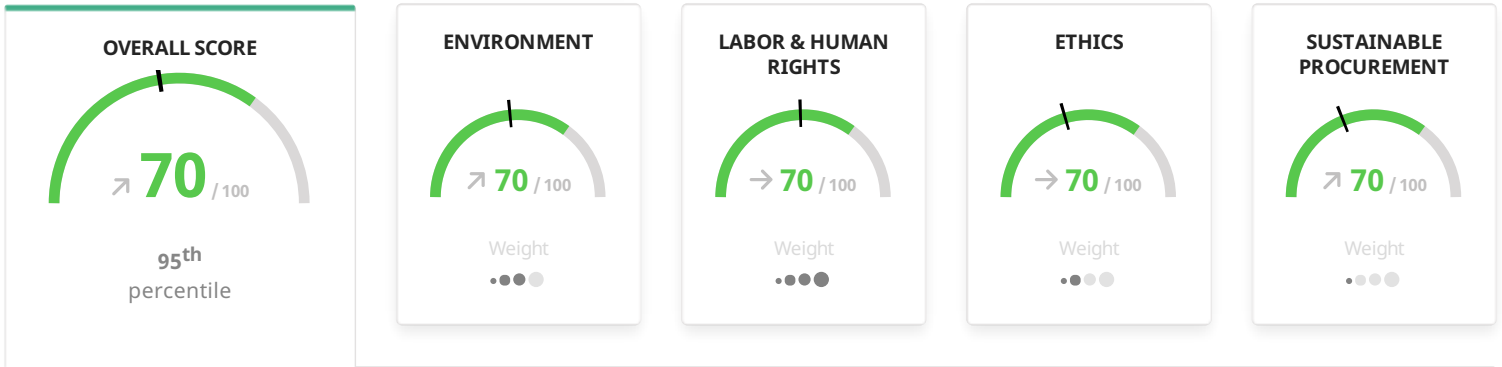 OVERALL SCORE
70 / 100
95th
percentile
ENVIRONMENT
70 / 100
Weight
LABOR & HUMAN
RIGHTS
70 / 100
Weight
ETHICS
70 / 100
Weight
SUSTAINABLE
PROCUREMENT
70 / 100
Weight